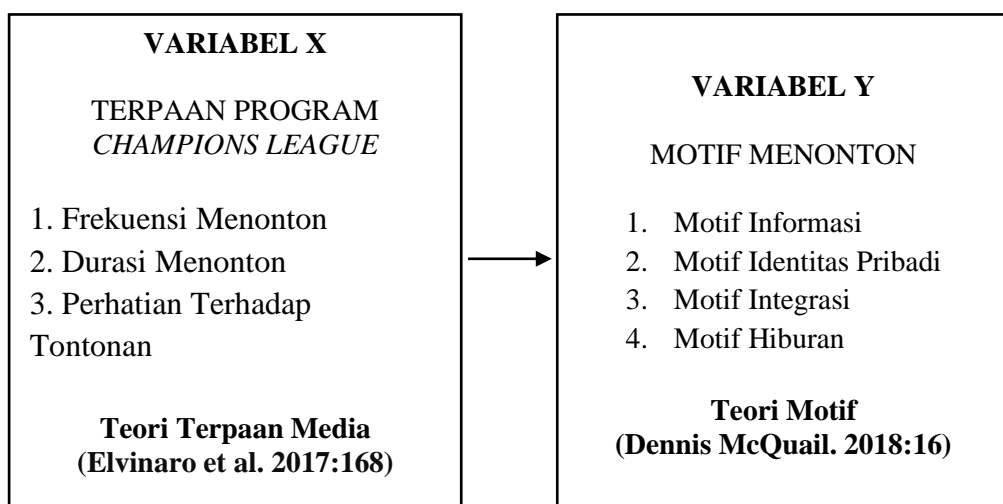 VARIABEL X
TERPAAN PROGRAM
CHAMPIONS LEAGUE
1. Frekuensi Menonton
2. Durasi Menonton
3. Perhatian Terhadap
Tontonan
Teori Terpaan Media
(Elvinaro et al. 2017:168)
VARIABEL Y
MOTIF MENONTON
1. Motif Informasi
2. Motif Identitas Pribadi
3. Motif Integrasi
4. Motif Hiburan
Teori Motif
(Dennis McQuail. 2018:16)